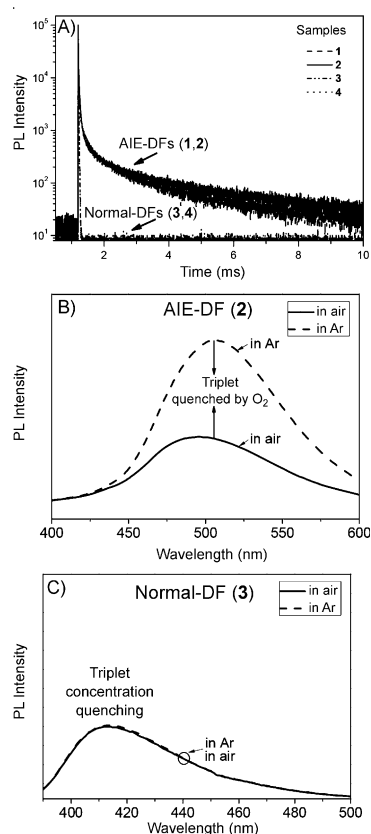 A)
Samples
1
2
3
4
AIE-DFs (1,2)
Normal-DFs (3,4)
PL Intensity
10^5
10^4
10^3
10^2
10^1
2 4 6 8 10
Time (ms)
B)
AIE-DF (2)
in air
in Ar
in Ar
Triplet
quenched by O₂
in air
PL Intensity
400 450 500 550 600
Wavelength (nm)
C)
Normal-DF (3)
in air
in Ar
Triplet
concentration
quenching
in Ar
in air
PL Intensity
400 420 440 460 480 500
Wavelength (nm)